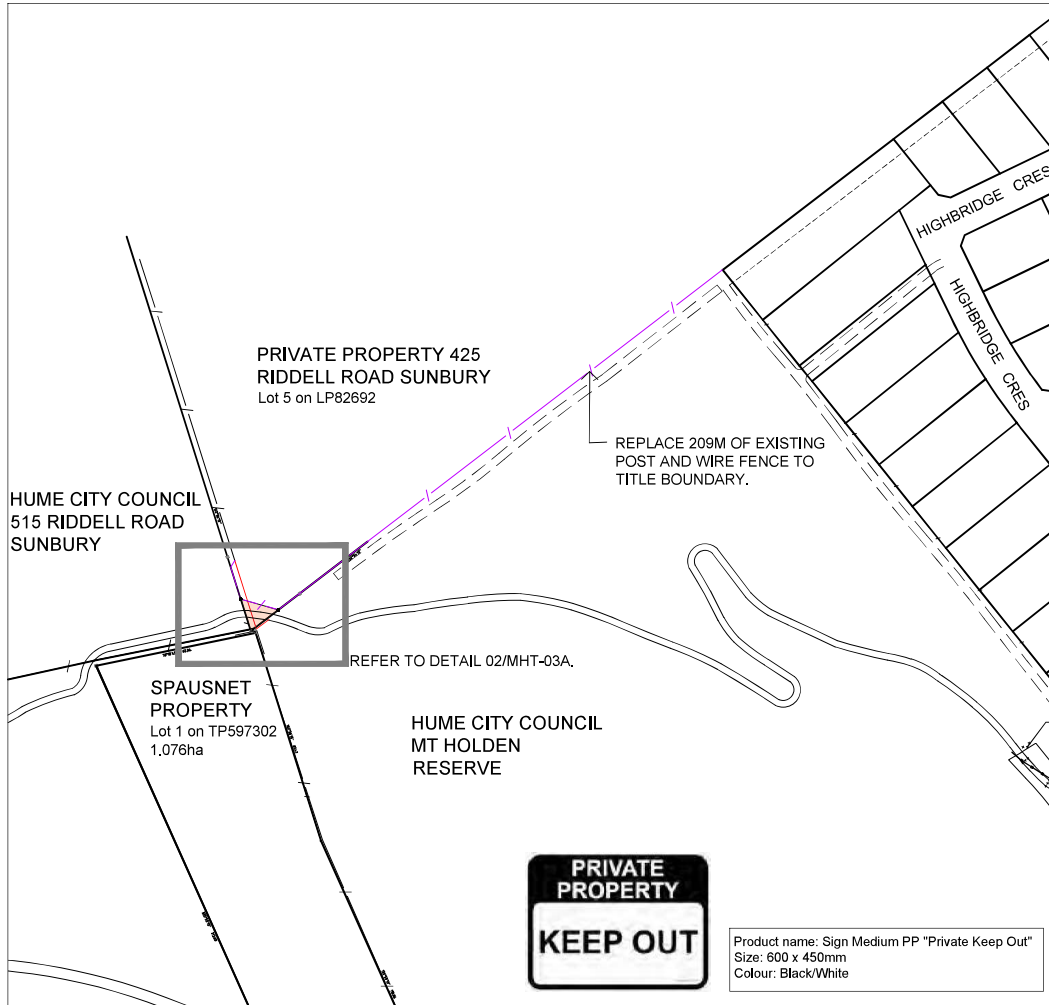 HIGHBRIDGE CRES
HIGHBRIDGE CRES
PRIVATE PROPERTY 425
RIDDELL ROAD SUNBURY
Lot 5 on LP82692
REPLACE 209M OF EXISTING
POST AND WIRE FENCE TO
TITLE BOUNDARY.
HUME CITY COUNCIL
515 RIDDELL ROAD
SUNBURY
REFER TO DETAIL 02/MHT-03A.
SPAUSNET
PROPERTY
Lot 1 on TP597302
1.076ha
HUME CITY COUNCIL
MT HOLDEN
RESERVE
PRIVATE
PROPERTY
KEEP OUT
Product name: Sign Medium PP "Private Keep Out"
Size: 600 x 450mm
Colour: Black/White